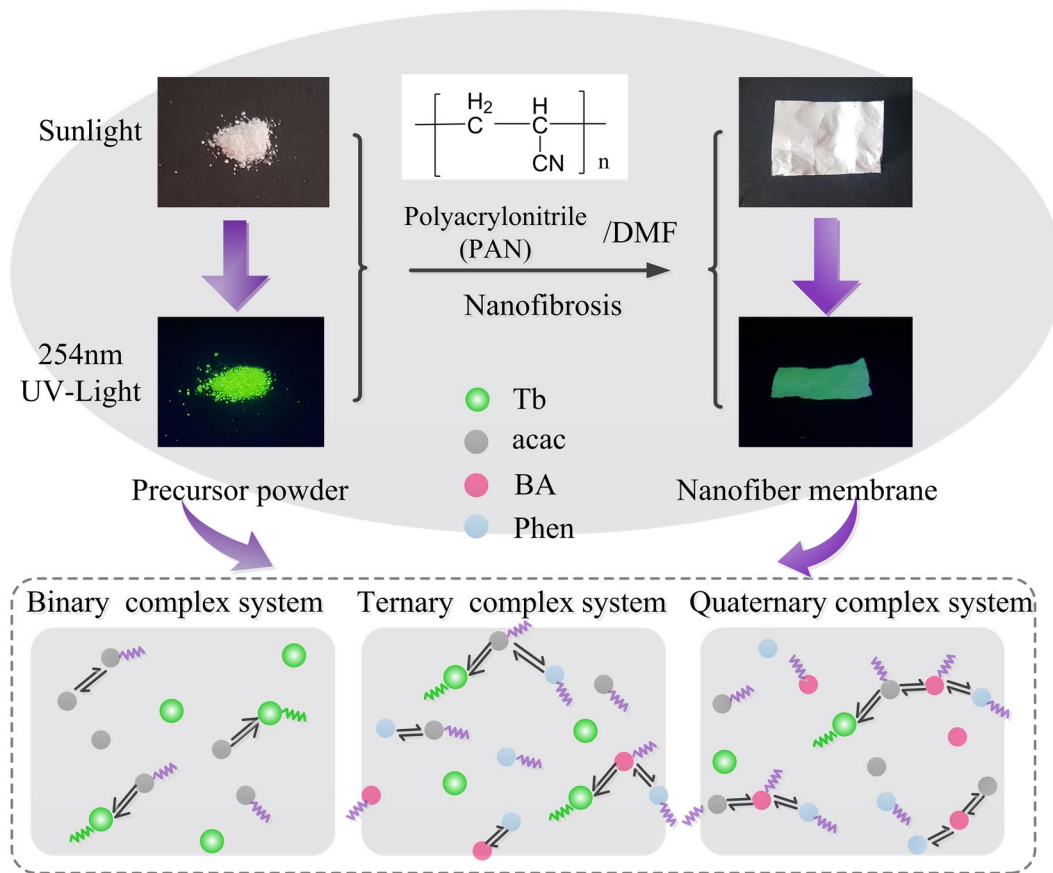 Sunlight
H2 H
C C
CN
n
Polyacrylonitrile
(PAN)
/DMF
Nanofibrosis
254nm
UV-Light
Tb
acac
BA
Phen
Precursor powder
Nanofiber membrane
Binary complex system
Ternary complex system
Quaternary complex system